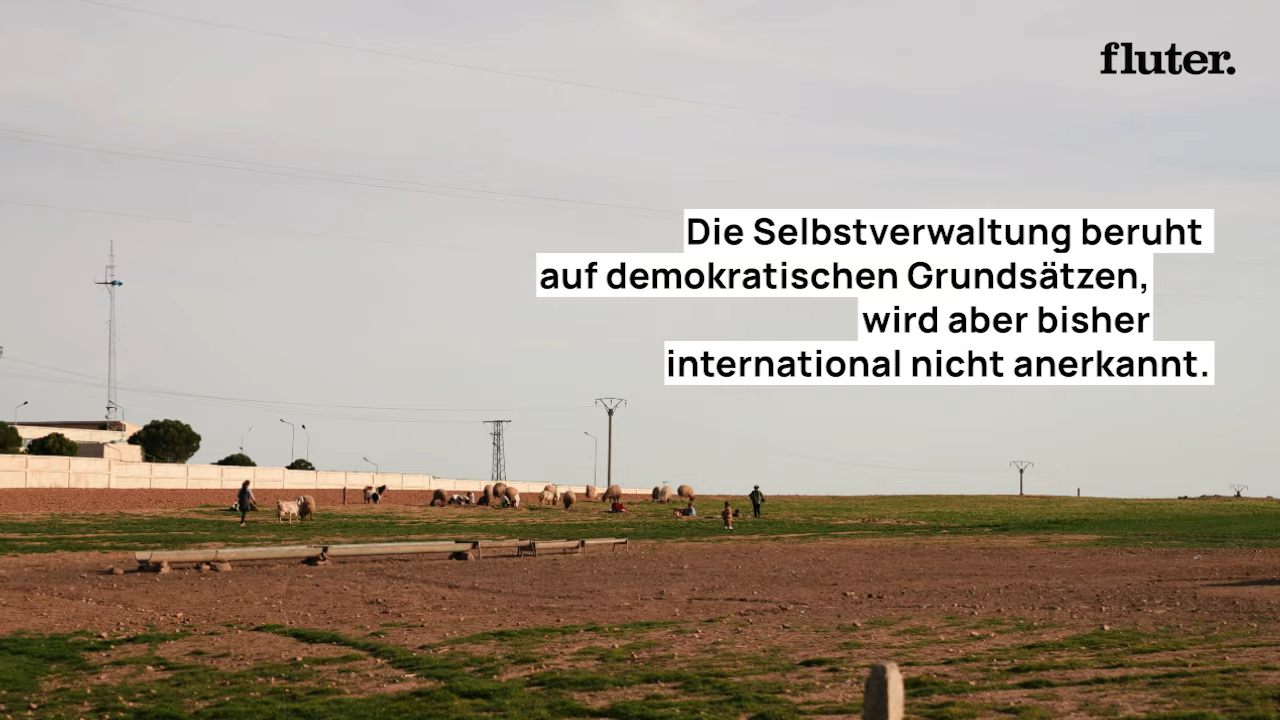 fluter.
Die Selbstverwaltung beruht
auf demokratischen Grundsätzen,
wird aber bisher
international nicht anerkannt.